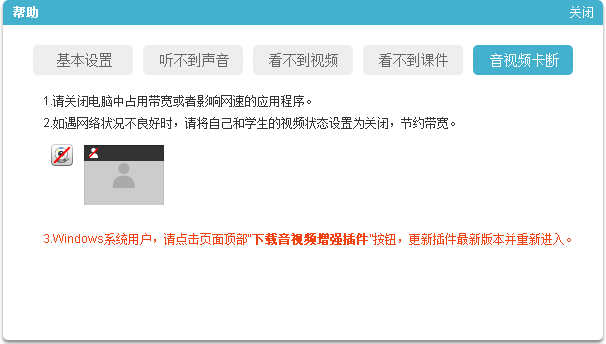 帮助 关闭
基本设置 听不到声音 看不到视频 看不到课件 音视频卡断
1.请关闭电脑中占用带宽或者影响网速的应用程序。
2.如遇网络状况不良好时，请将自己和学生的视频状态设置为关闭，节约带宽。
3.Windows系统用户，请点击页面顶部"下载音视频增强插件"按钮，更新插件最新版本并重新进入。